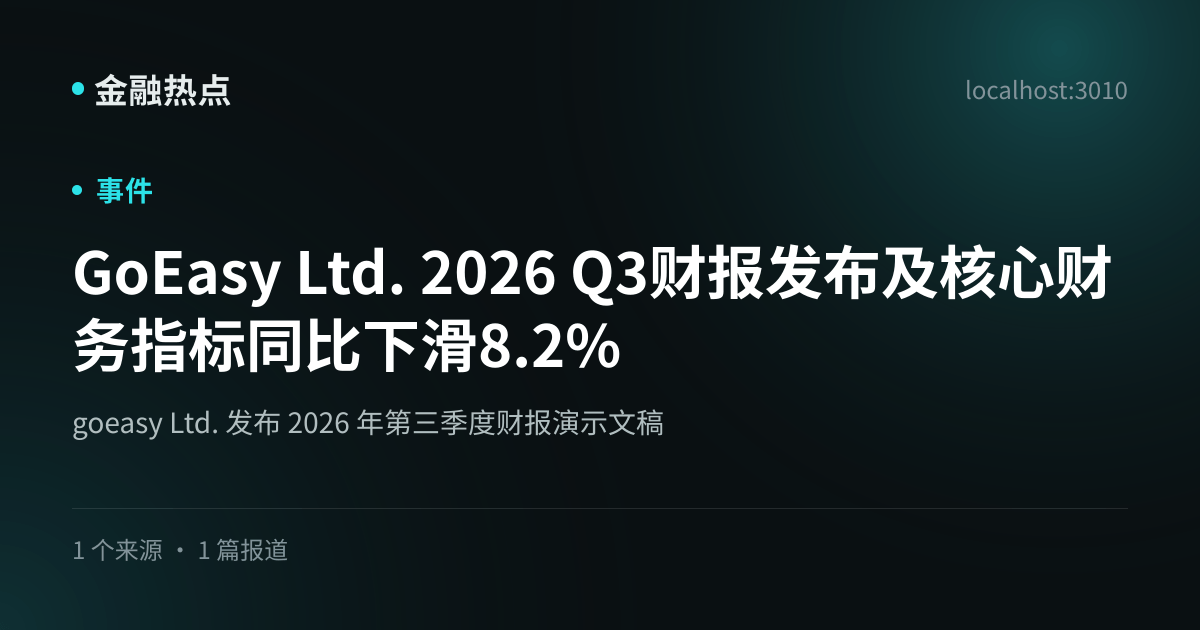 金融热点
localhost:3010
事件
GoEasy Ltd. 2026 Q3财报发布及核心财
务指标同比下滑8.2%
goeasy Ltd. 发布 2026 年第三季度财报演示文稿
1 个来源 · 1 篇报道